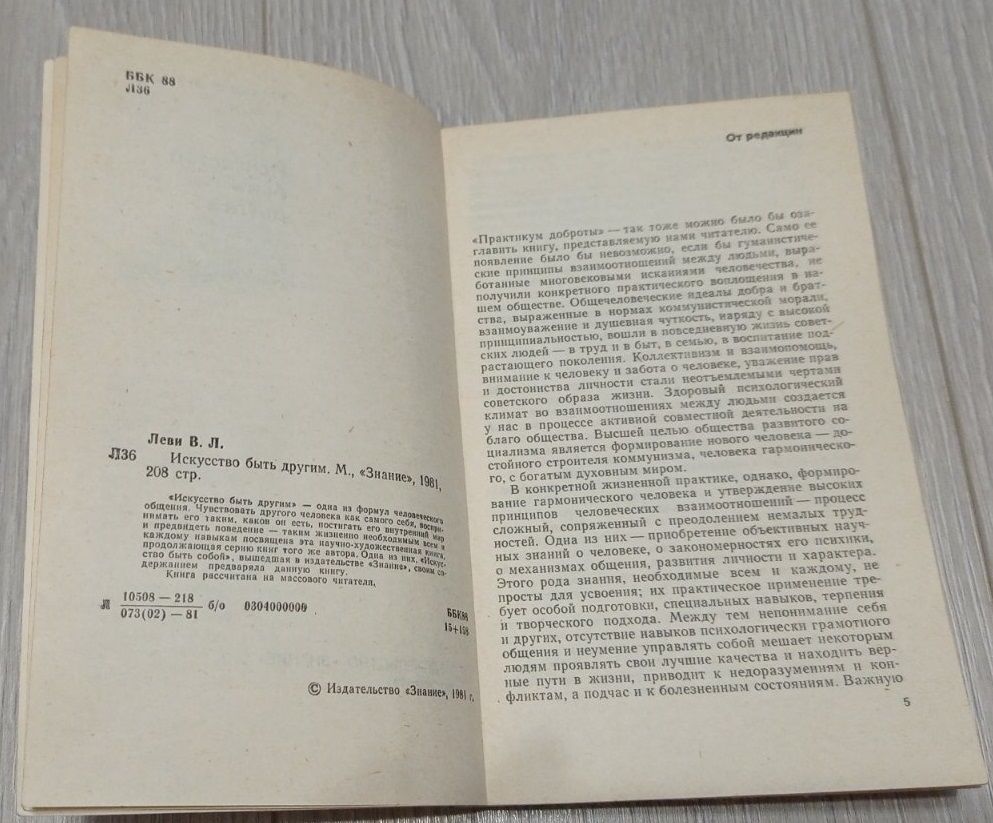 ББК 88
Л36
Леви В. Л.
Л36 Искусство быть другим. М., «Знание», 1981,
208 стр.
«Искусство быть другим» — одна из формул человеческого
общения. Чувствовать другого человека как самого себя, воспри-
нимать его таким, каков он есть, постигать его внутренний мир
и предвидеть поведение — таким жизненно необходимым всем и
каждому навыкам посвящена эта научно-художественная книга,
продолжающая серию книг того же автора. Одна из них, «Искус-
ство быть собой», вышедшая в издательстве «Знание», своим со-
держанием предваряла данную книгу.
Книга рассчитана на массового читателя.
Л 10508—218 б/о 0304000000
073(02)—81
ББК88
15+158
© Издательство «Знание», 1981 г.
От редакции
«Практикум доброты» — так тоже можно было бы оза-
главить книгу, представляемую нами читателю. Само ее
появление было бы невозможно, если бы гуманистиче-
ские принципы взаимоотношений между людьми, выра-
ботанные многовековыми исканиями человечества, не
получили конкретного практического воплощения в на-
шем обществе. Общечеловеческие идеалы добра и брат-
ства, выраженные в нормах коммунистической морали,
взаимоуважение и душевная чуткость, наряду с высокой
принципиальностью, вошли в повседневную жизнь совет-
ских людей — в труд и в быт, в семью, в воспитание под-
растающего поколения. Коллективизм и взаимопомощь,
внимание к человеку и забота о человеке, уважение прав
и достоинства личности стали неотъемлемыми чертами
советского образа жизни. Здоровый психологический
климат во взаимоотношениях между людьми создается
у нас в процессе активной совместной деятельности на
благо общества. Высшей целью общества развитого со-
циализма является формирование нового человека — до-
стойного строителя коммунизма, человека гармоническо-
го, с богатым духовным миром.
В конкретной жизненной практике, однако, формиро-
вание гармонического человека и утверждение высоких
принципов человеческих взаимоотношений — процесс
сложный, сопряженный с преодолением немалых труд-
ностей. Одна из них — приобретение объективных науч-
ных знаний о человеке, о закономерностях его психики,
о механизмах общения, развития личности и характера.
Этого рода знания, необходимые всем и каждому, не
просты для усвоения; их практическое применение тре-
бует особой подготовки, специальных навыков, терпения
и творческого подхода. Между тем непонимание себя
и других, отсутствие навыков психологически грамотного
общения и неумение управлять собой мешает некоторым
людям проявлять свои лучшие качества и находить вер-
ные пути в жизни, приводит к недоразумениям и кон-
фликтам, а подчас и к болезненным состояниям. Важную
5